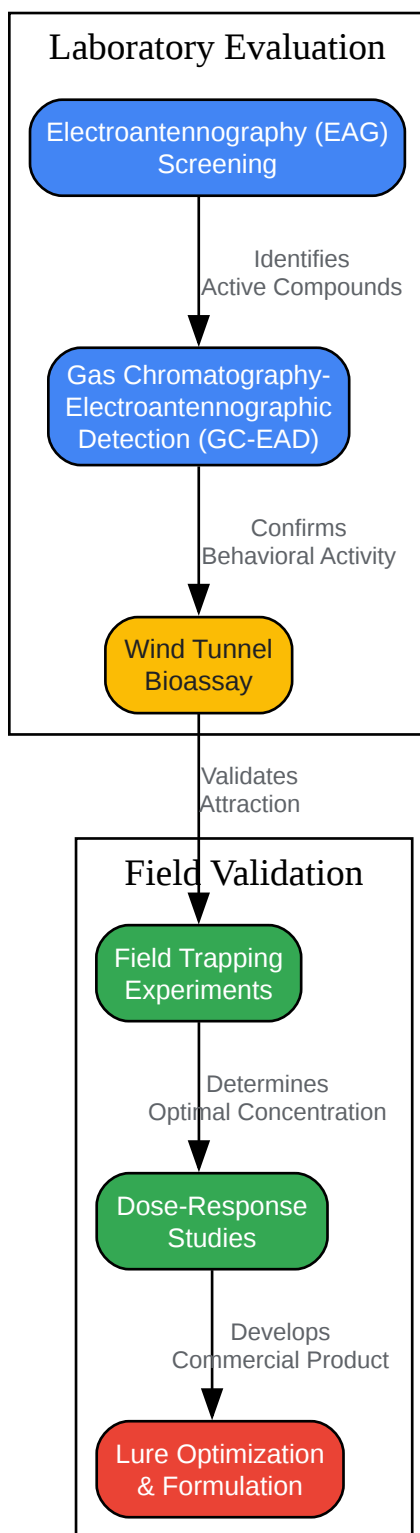 Laboratory Evaluation
Electroantennography (EAG)
Screening
Identifies
Active Compounds
Gas Chromatography-
Electroantennographic
Detection (GC-EAD)
Confirms
Behavioral Activity
Wind Tunnel
Bioassay
Validates
Attraction
Field Validation
Field Trapping
Experiments
Determines
Optimal Concentration
Dose-Response
Studies
Develops
Commercial Product
Lure Optimization
& Formulation